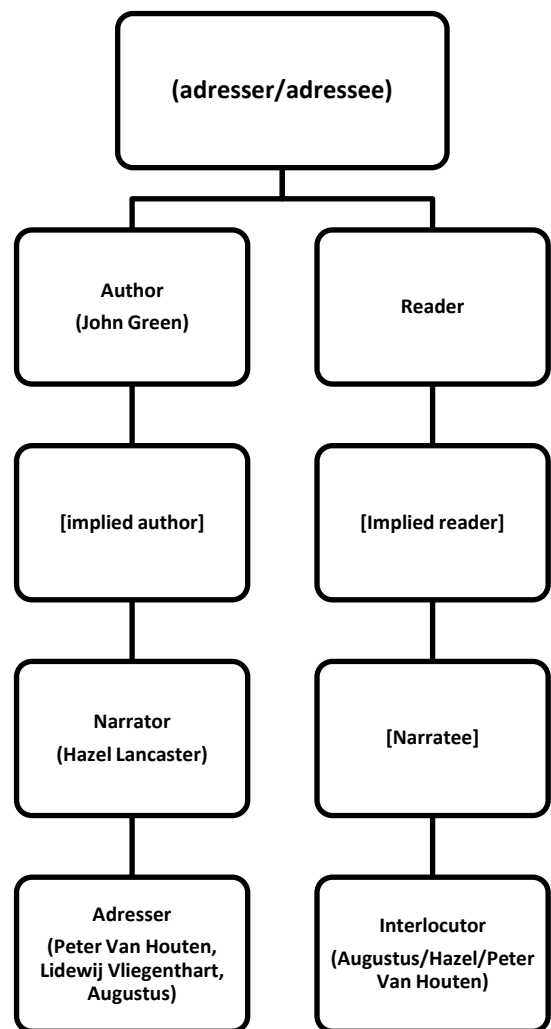 (adresser/adressee)
Author
(John Green)
Reader
[implied author]
[Implied reader]
Narrator
(Hazel Lancaster)
[Narratee]
Adresser
(Peter Van Houten,
Lidewij Vliegenthart,
Augustus)
Interlocutor
(Augustus/Hazel/Peter
Van Houten)